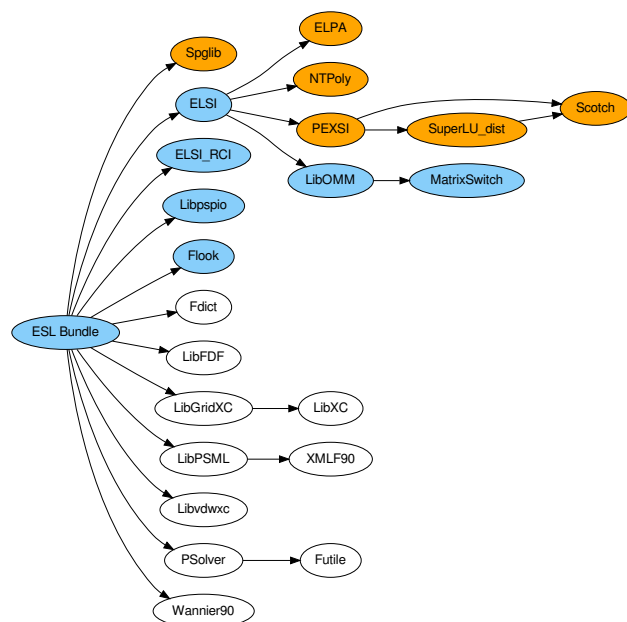 ELPA
Spglib
NTPoly
ELSI
Scotch
PEXSI
SuperLU_dist
ELSI_RCI
LibOMM
MatrixSwitch
Libpspio
Flook
Fdict
ESL Bundle
LibFDF
LibGridXC
LibXC
LibPSML
XMLF90
Libvdwxc
PSolver
Futile
Wannier90